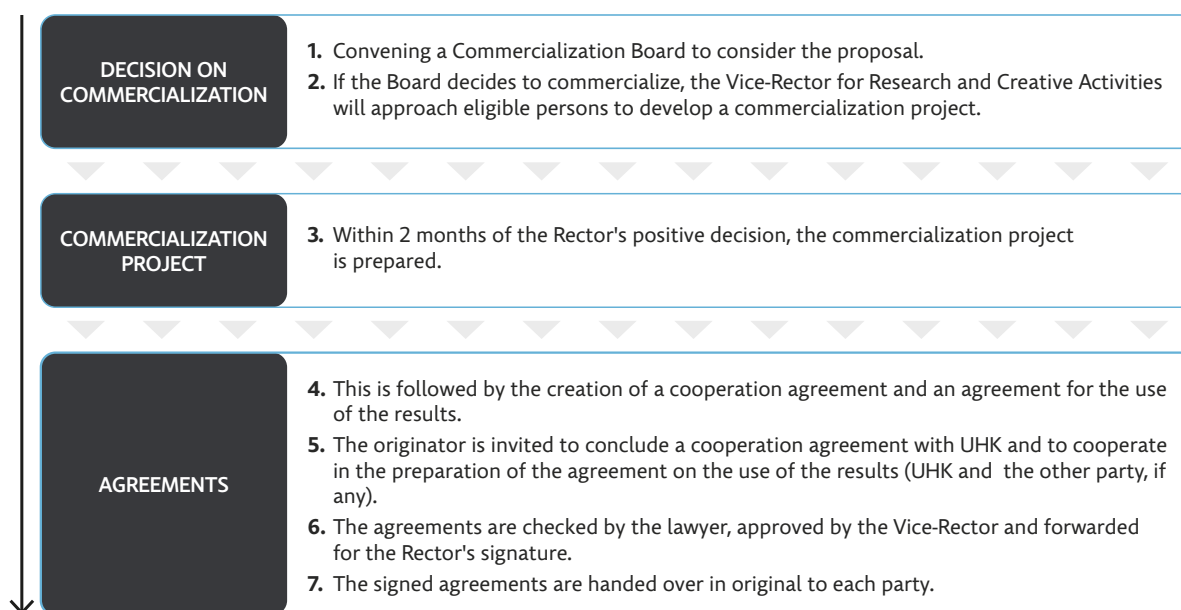 DECISION ON
COMMERCIALIZATION
1. Convening a Commercialization Board to consider the proposal.
2. If the Board decides to commercialize, the Vice-Rector for Research and Creative Activities
will approach eligible persons to develop a commercialization project.
COMMERCIALIZATION
PROJECT
3. Within 2 months of the Rector's positive decision, the commercialization project
is prepared.
AGREEMENTS
4. This is followed by the creation of a cooperation agreement and an agreement for the use
of the results.
5. The originator is invited to conclude a cooperation agreement with UHK and to cooperate
in the preparation of the agreement on the use of the results (UHK and the other party, if
any).
6. The agreements are checked by the lawyer, approved by the Vice-Rector and forwarded
for the Rector's signature.
7. The signed agreements are handed over in original to each party.